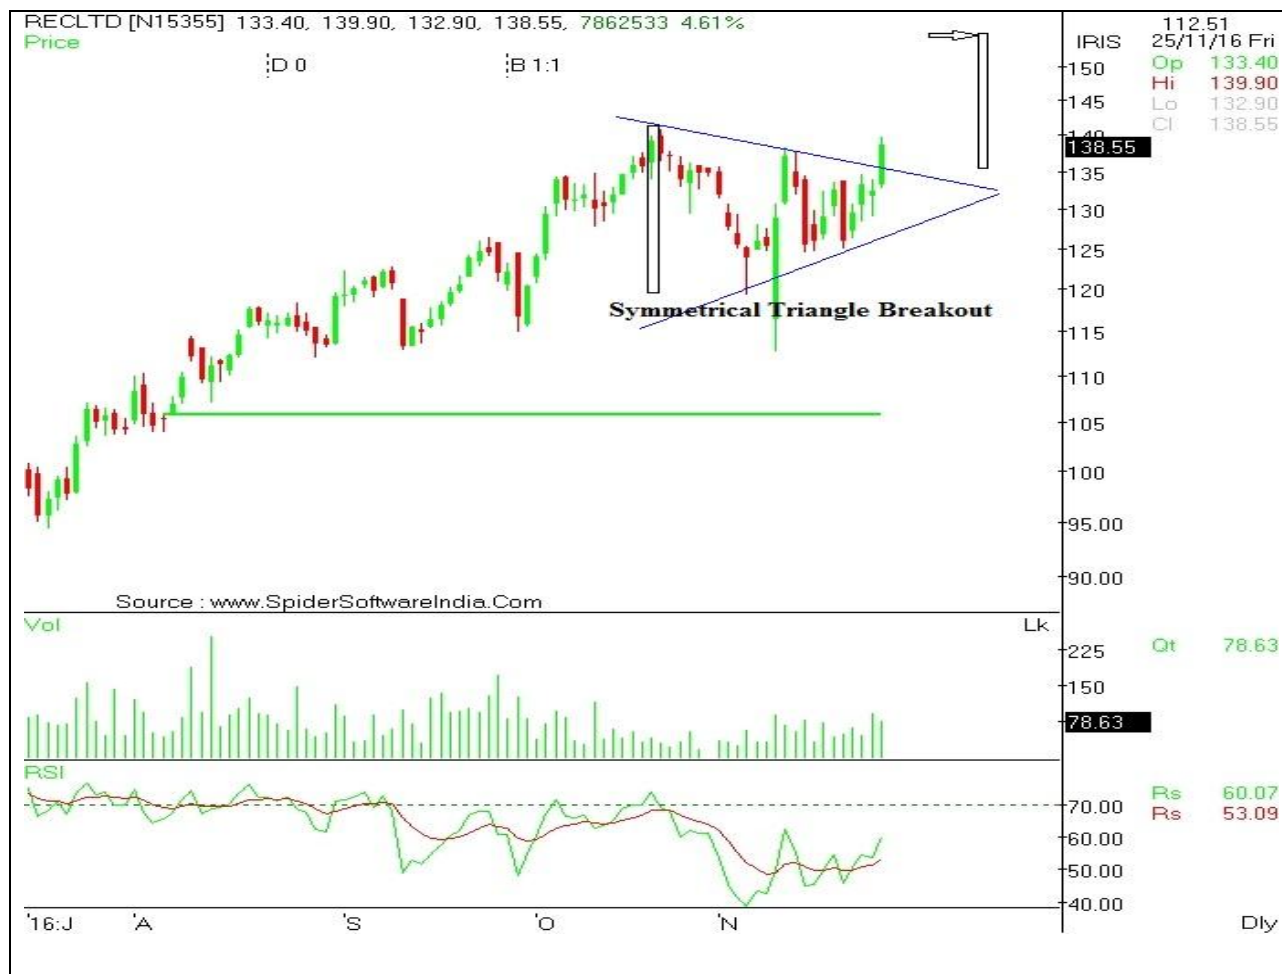 RECLTD [N15355] 133.40, 139.90, 132.90, 138.55, 7862533 4.61%
112.51
Price
IRIS
25/11/16 Fri
D 0
B 1:1
Op 133.40
Hi 139.90
Lo 132.90
Cl 138.55
150
145
140
138.55
135
130
125
120
Symmetrical Triangle Breakout
115
110
105
100
95.00
90.00
Source : www.SpiderSoftwareIndia.Com
Vol
Lk
225
Qt 78.63
150
78.63
RSI
70.00
Rs 60.07
Rs 53.09
60.00
50.00
40.00
'16:J 'A 'S 'O 'N
Dly